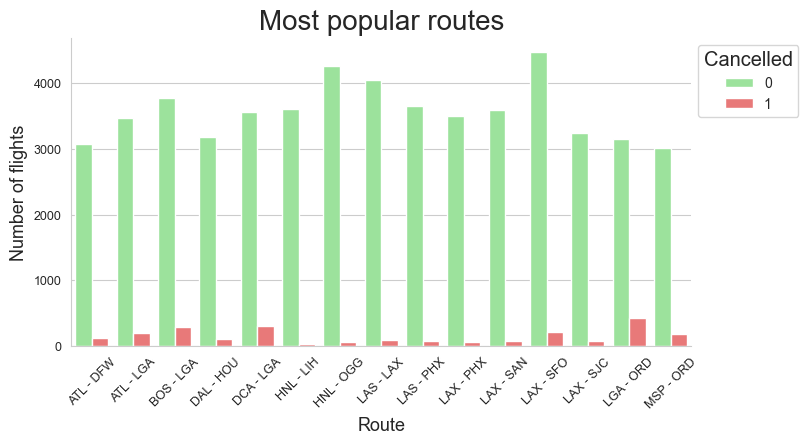 Most popular routes
Cancelled
0
1
Number of flights
4000
3000
2000
1000
0
ATL - DFW
ATL - LGA
BOS - LGA
DAL - HOU
DCA - LGA
HNL - LIH
HNL - OGG
LAS - LAX
LAS - PHX
LAX - PHX
LAX - SAN
LAX - SFO
LAX - SJC
LGA - ORD
MSP - ORD
Route